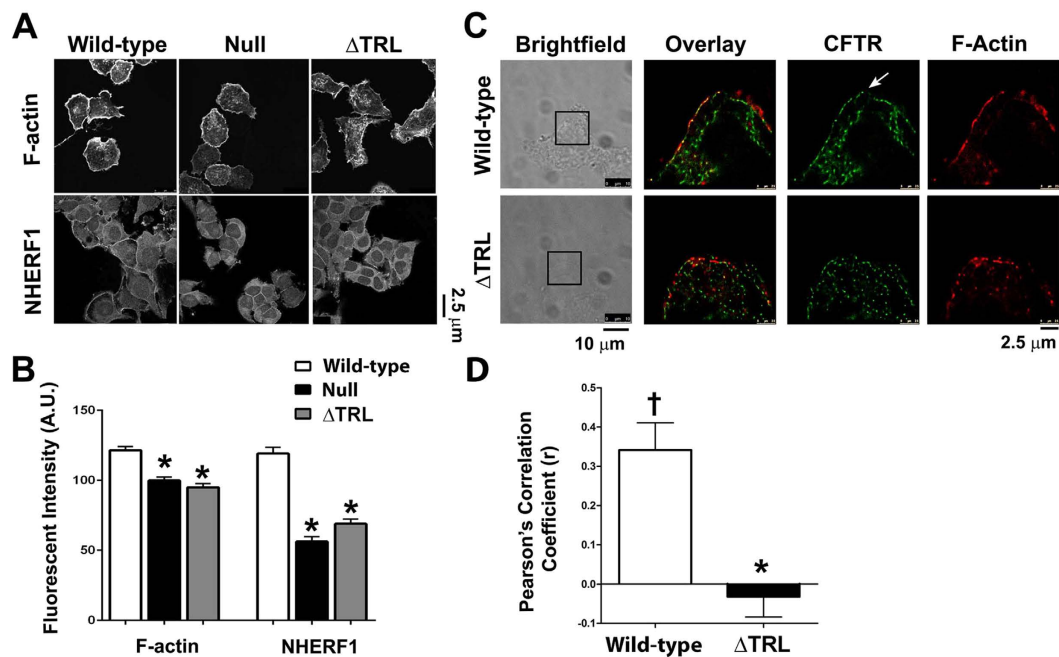 A
Wild-type Null ΔTRL
F-actin
NHERF1
2.5 μm
B
Wild-type
Null
ΔTRL
Fluorescent Intensity (A.U.)
150
100
50
0
* *
* *
F-actin NHERF1
C
Brightfield Overlay CFTR F-Actin
Wild-type
ΔTRL
10 μm 2.5 μm
D
Pearson's Correlation
Coefficient (r)
0.5
0.4
0.3
0.2
0.1
0.0
-0.1
†
*
Wild-type ΔTRL